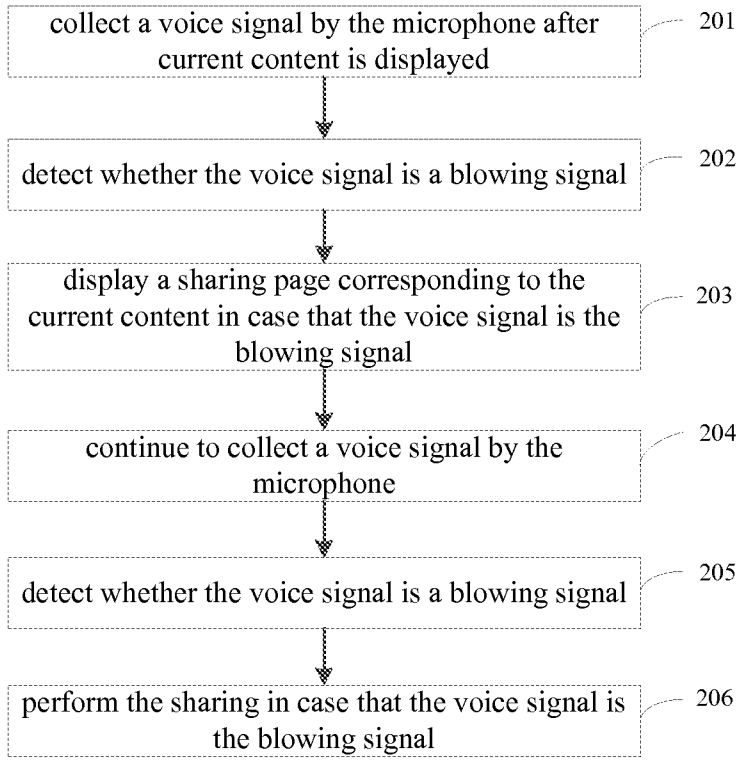 collect a voice signal by the microphone after
current content is displayed
201
detect whether the voice signal is a blowing signal
202
display a sharing page corresponding to the
current content in case that the voice signal is the
blowing signal
203
continue to collect a voice signal by the
microphone
204
detect whether the voice signal is a blowing signal
205
perform the sharing in case that the voice signal is
the blowing signal
206